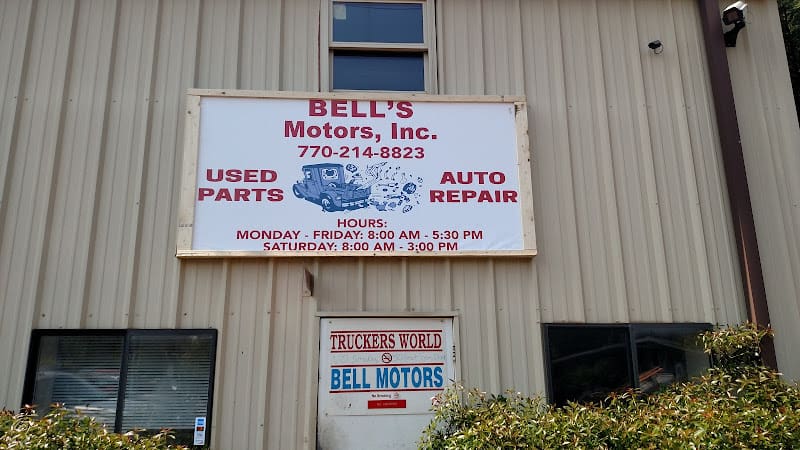 BELL'S
Motors, Inc.
770-214-8823
USED
PARTS
AUTO
REPAIR
HOURS:
MONDAY - FRIDAY: 8:00 AM - 5:30 PM
SATURDAY: 8:00 AM - 3:00 PM
TRUCKERS WORLD
BELL MOTORS
No Smoking